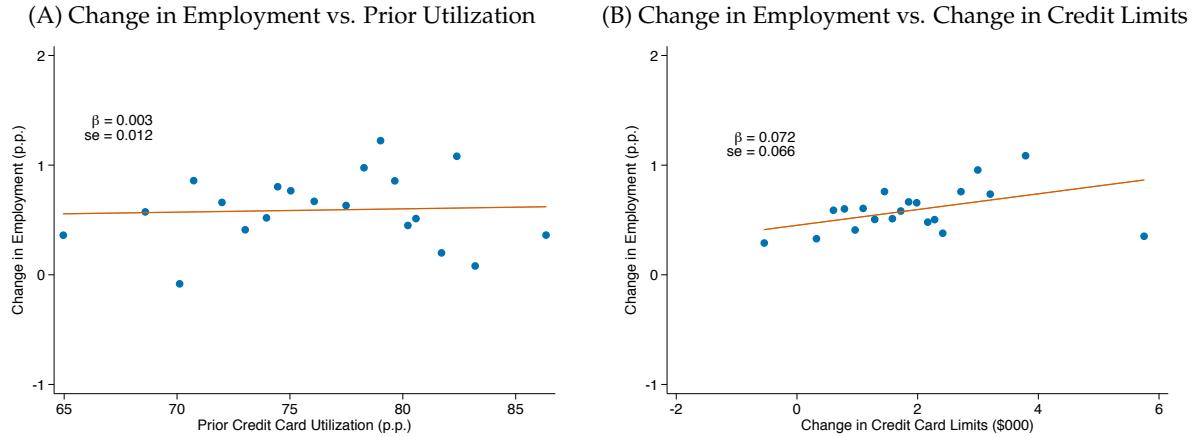 (A) Change in Employment vs. Prior Utilization
2
1
0
-1
Change in Employment (p.p.)
β = 0.003
se = 0.012
65 70 75 80 85
Prior Credit Card Utilization (p.p.)
(B) Change in Employment vs. Change in Credit Limits
2
1
0
-1
Change in Employment (p.p.)
β = 0.072
se = 0.066
-2 0 2 4 6
Change in Credit Card Limits ($000)